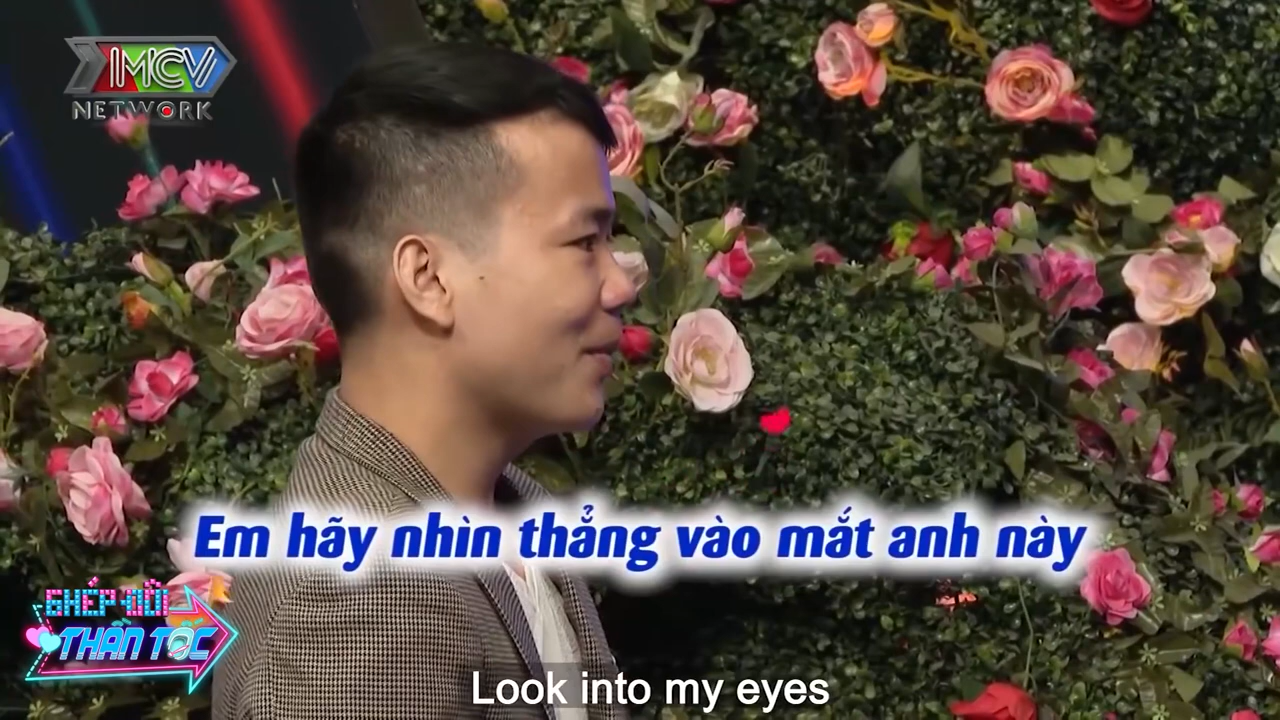 MCV
NETWORK
Em hãy nhìn thẳng vào mắt anh này
GHÉP ĐÔI
THẦN TỐC
Look into my eyes